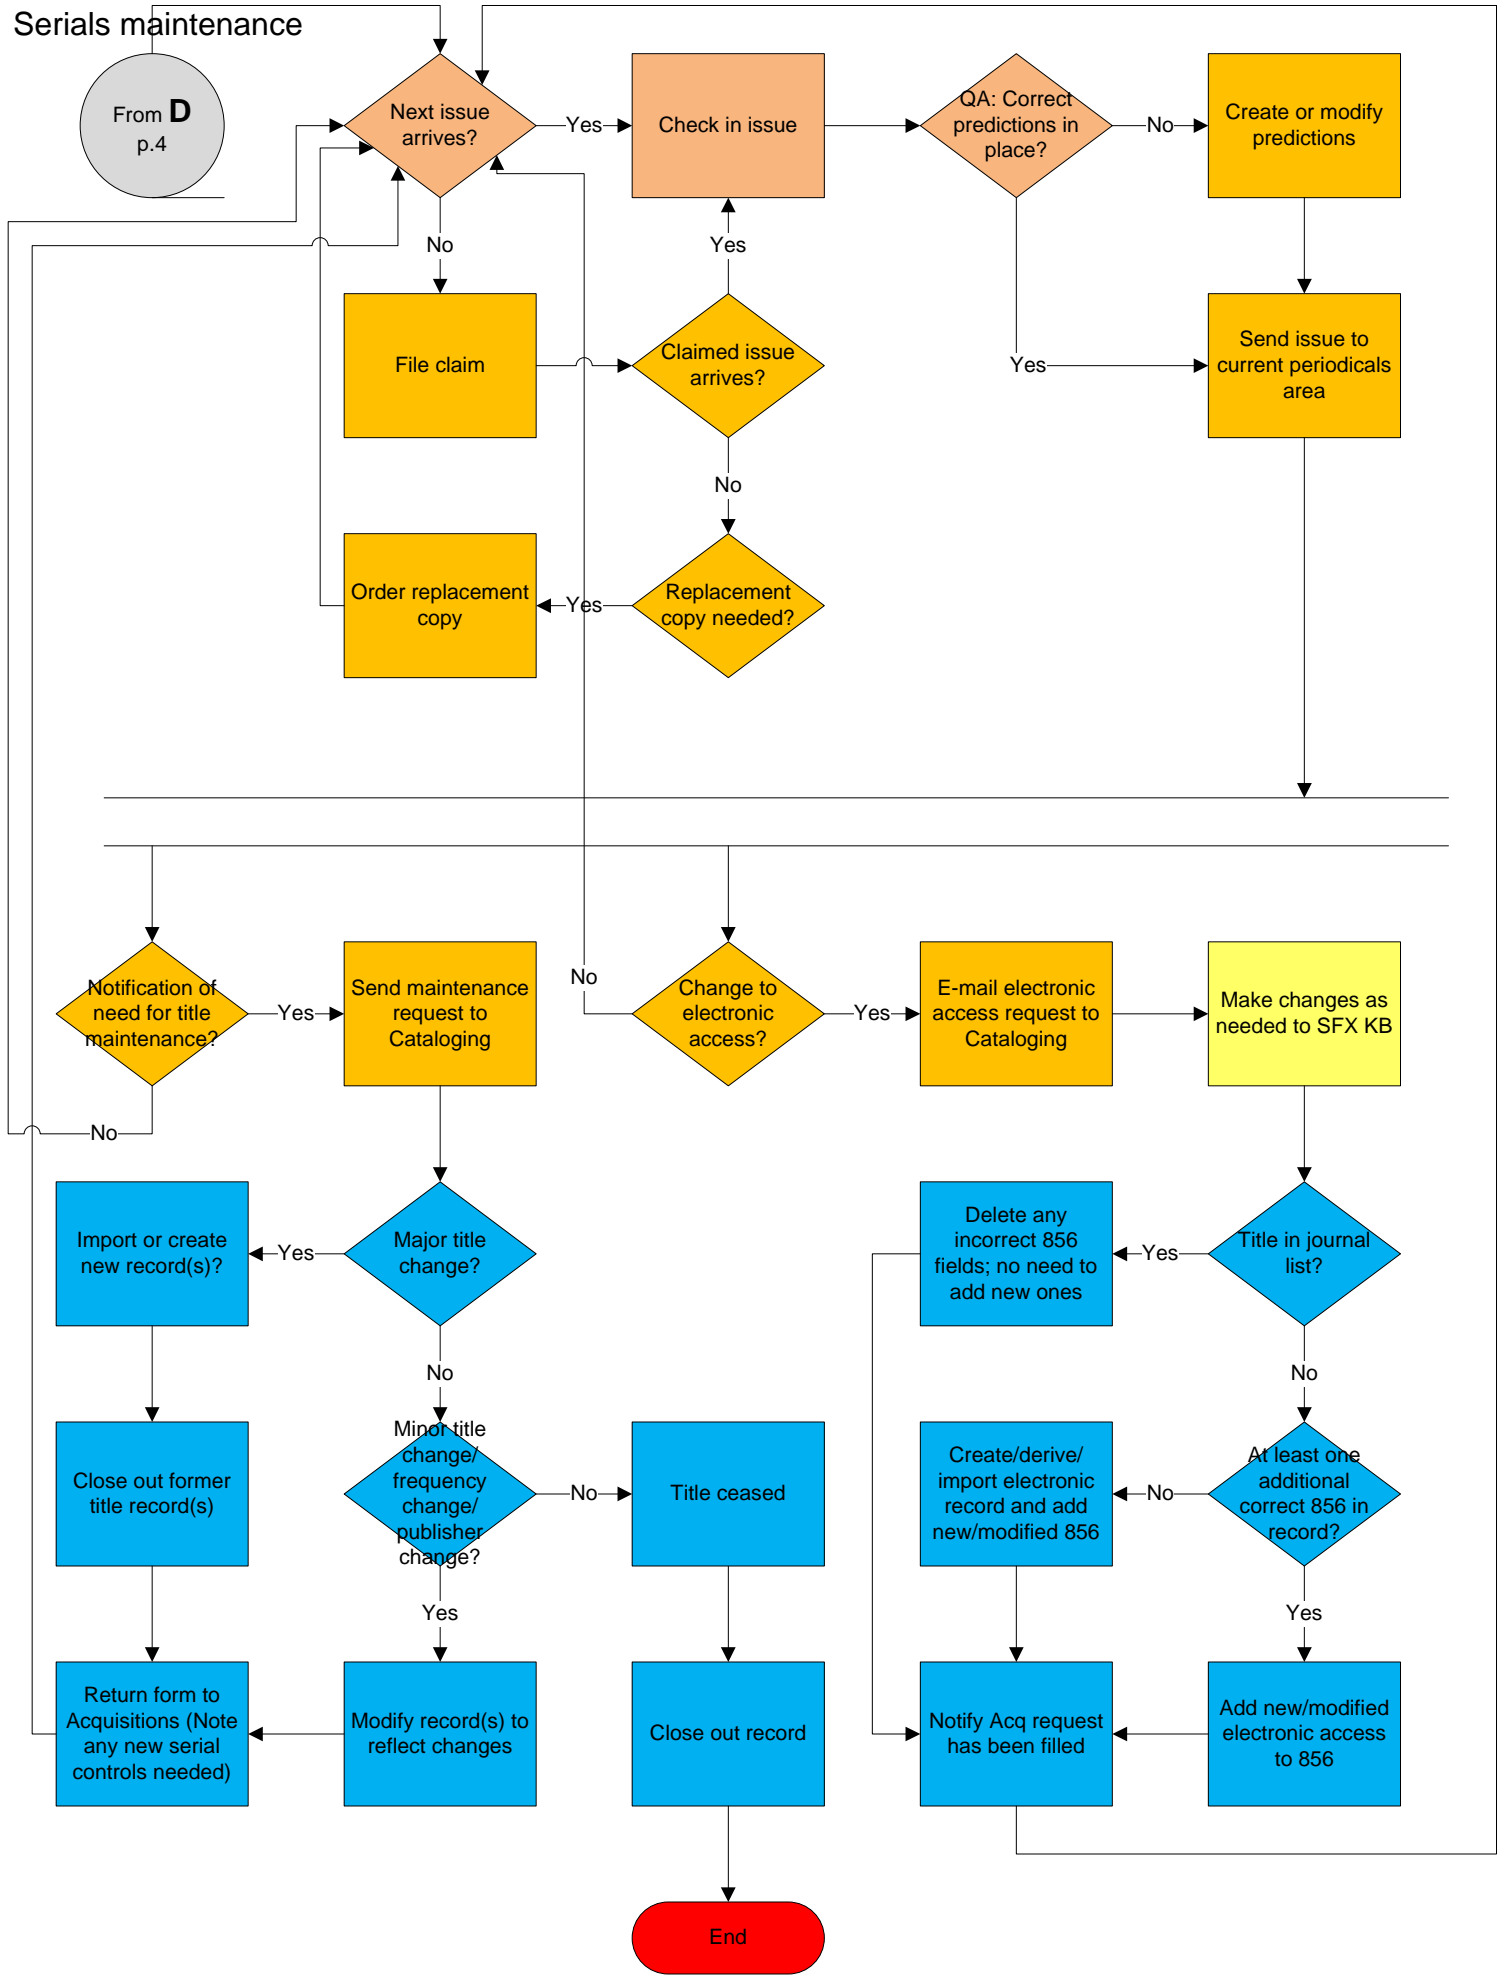 Serials maintenance
From D
p.4
Next issue
arrives?
Yes
Check in issue
QA: Correct
predictions in
place?
No
Create or modify
predictions
No
Yes
File claim
Claimed issue
arrives?
Yes
Send issue to
current periodicals
area
No
Order replacement
copy
Yes
Replacement
copy needed?
Notification of
need for title
maintenance?
Yes
Send maintenance
request to
Cataloging
No
Change to
electronic
access?
Yes
E-mail electronic
access request to
Cataloging
Make changes as
needed to SFX KB
No
Import or create
new record(s)?
Yes
Major title
change?
Delete any
incorrect 856
fields; no need to
add new ones
Yes
Title in journal
list?
No
No
Close out former
title record(s)
Minor title
change/
frequency
change/
publisher
change?
No
Title ceased
Create/derive/
import electronic
record and add
new/modified 856
No
At least one
additional
correct 856 in
record?
Yes
Yes
Return form to
Acquisitions (Note
any new serial
controls needed)
Modify record(s) to
reflect changes
Close out record
Notify Acq request
has been filled
Add new/modified
electronic access
to 856
End